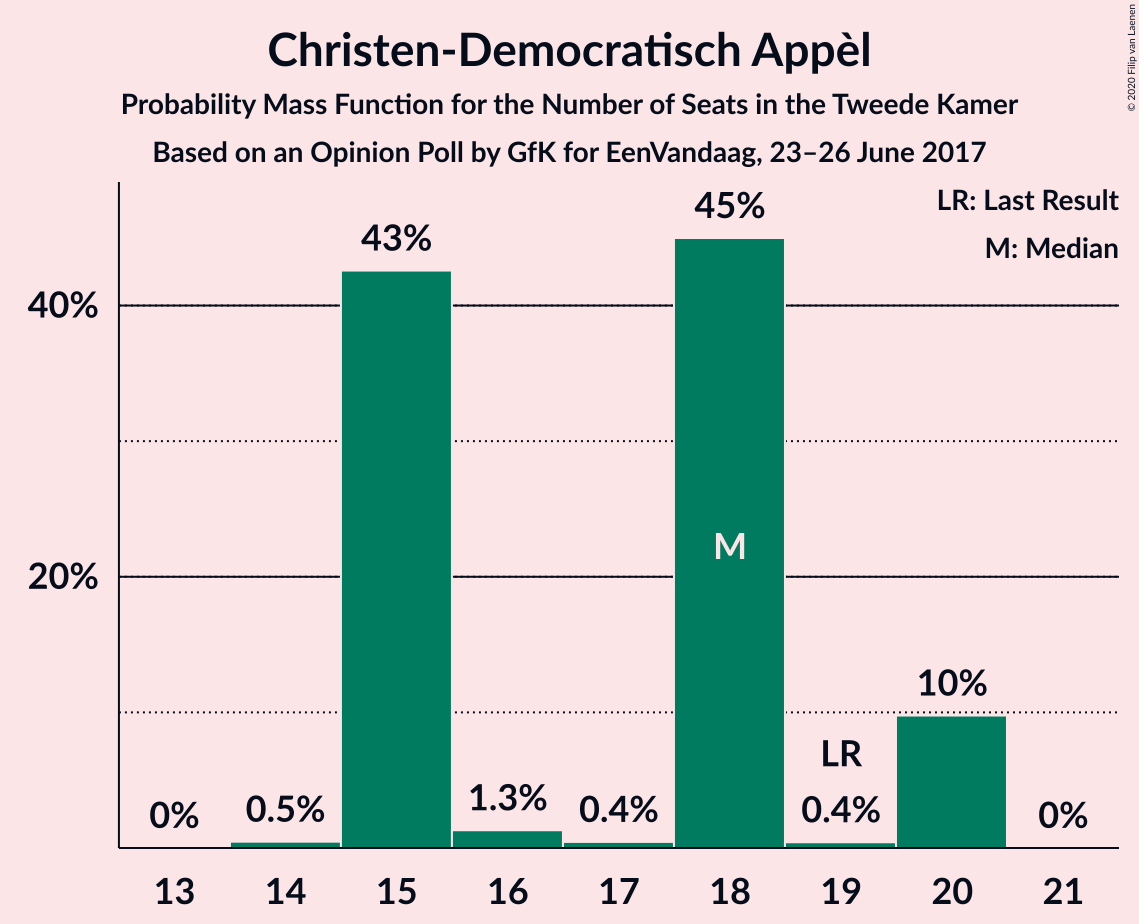 Christen-Democratisch Appèl
Probability Mass Function for the Number of Seats in the Tweede Kamer
Based on an Opinion Poll by GfK for EenVandaag, 23–26 June 2017
© 2020 Filip van Laenen
LR: Last Result
M: Median
40%
20%
0%
0.5%
43%
1.3%
0.4%
45%
M
LR
0.4%
10%
0%
13 14 15 16 17 18 19 20 21